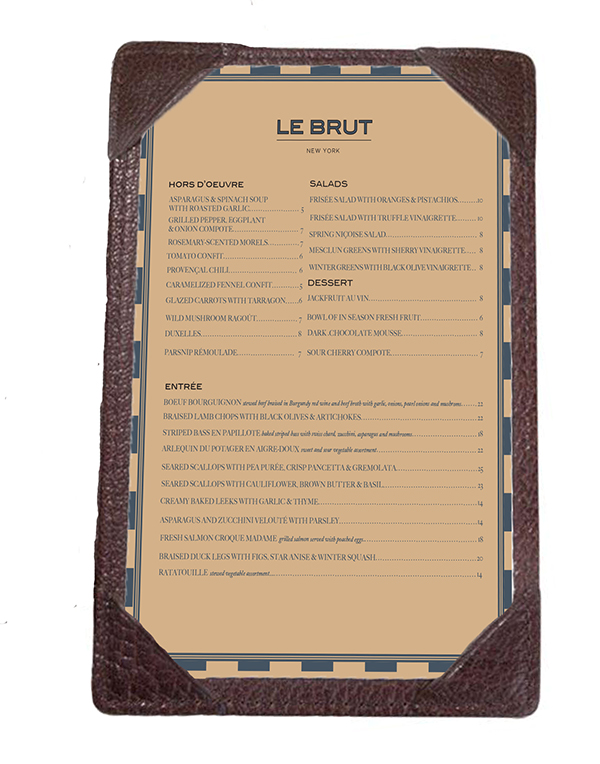 LE BRUT
NEW YORK
HORS D'OEUVRE
ASPARAGUS & SPINACH SOUP
WITH ROASTED GARLIC 5
GRILLED PEPPER, EGGPLANT
& ONION COMPOTE 7
ROSEMARY-SCENTED MORELS 7
TOMATO CONFIT 6
PROVENÇAL CHILI 6
CARAMELIZED FENNEL CONFIT 5
GLAZED CARROTS WITH TARRAGON 6
WILD MUSHROOM RAGOÛT 7
DUXELLES 8
PARSNIP RÉMOULADE 7
SALADS
FRISÉE SALAD WITH ORANGES & PISTACHIOS 10
FRISÉE SALAD WITH TRUFFLE VINAIGRETTE 10
SPRING NIÇOISE SALAD 8
MESCLUN GREENS WITH SHERRY VINAIGRETTE 8
WINTER GREENS WITH BLACK OLIVE VINAIGRETTE 8
DESSERT
JACKFRUIT AU VIN 8
BOWL OF IN SEASON FRESH FRUIT 6
DARK CHOCOLATE MOUSSE 8
SOUR CHERRY COMPOTE 7
ENTRÉE
BOEUF BOURGUIGNON stewed beef braised in Burgundy red wine and beef broth with garlic, onions, pearl onions and mushrooms 22
BRAISED LAMB CHOPS WITH BLACK OLIVES & ARTICHOKES 22
STRIPED BASS EN PAPILLOTE baked striped bass with swiss chard, zucchini, asparagus and mushrooms 18
ARLEQUIN DU POTAGER EN AIGRE-DOUX sweet and sour vegetable assortment 22
SEARED SCALLOPS WITH PEA PURÉE, CRISP PANCETTA & GREMOLATA 25
SEARED SCALLOPS WITH CAULIFLOWER, BROWN BUTTER & BASIL 23
CREAMY BAKED LEEKS WITH GARLIC & THYME 14
ASPARAGUS AND ZUCCHINI VELOUTÉ WITH PARSLEY 14
FRESH SALMON CROQUE MADAME grilled salmon served with poached eggs 18
BRAISED DUCK LEGS WITH FIGS, STAR ANISE & WINTER SQUASH 20
RATATOUILLE stewed vegetable assortment 14